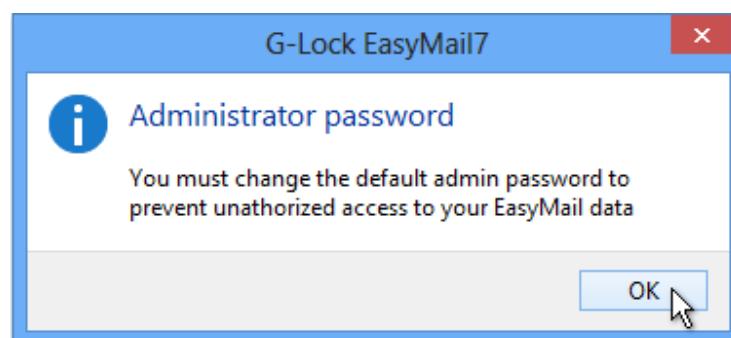 G-Lock EasyMail7
Administrator password
You must change the default admin password to
prevent unathorized access to your EasyMail data
OK